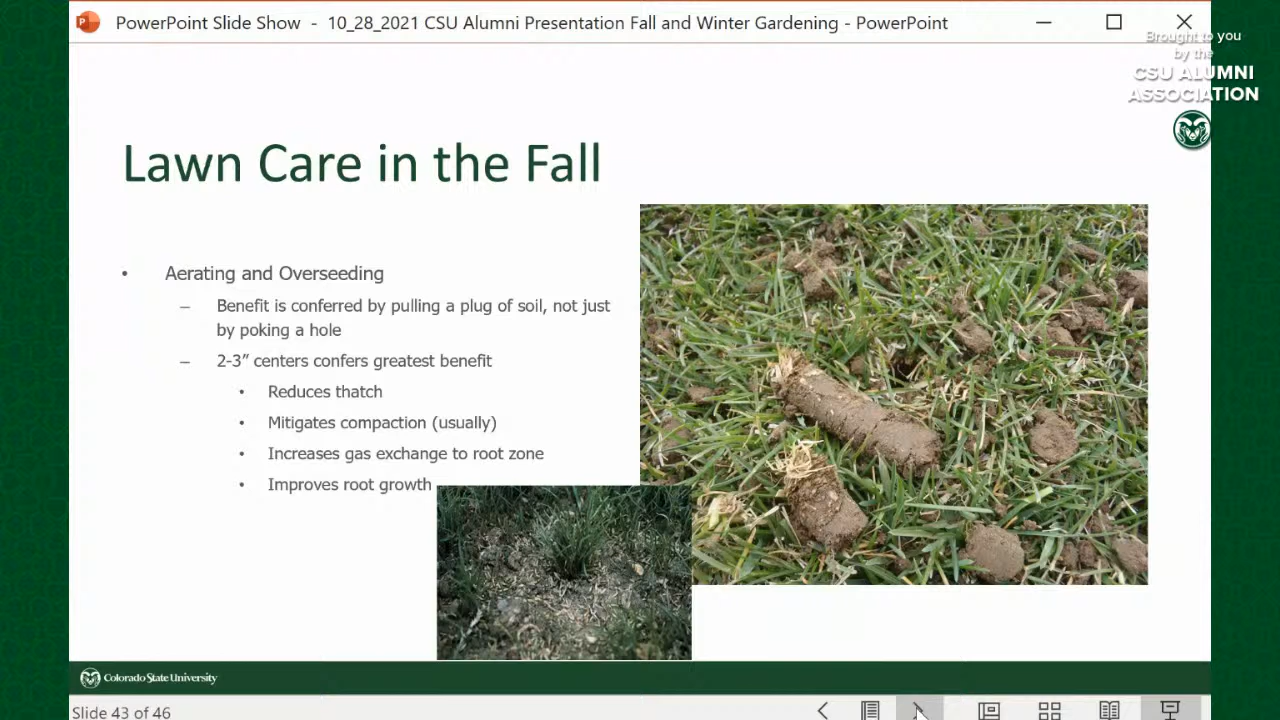 PowerPoint Slide Show - 10_28_2021 CSU Alumni Presentation Fall and Winter Gardening - PowerPoint
Brought to you
by the
CSU ALUMNI
ASSOCIATION
Lawn Care in the Fall
• Aerating and Overseeding
– Benefit is conferred by pulling a plug of soil, not just
by poking a hole
– 2-3” centers confers greatest benefit
• Reduces thatch
• Mitigates compaction (usually)
• Increases gas exchange to root zone
• Improves root growth
Colorado State University
Slide 43 of 46